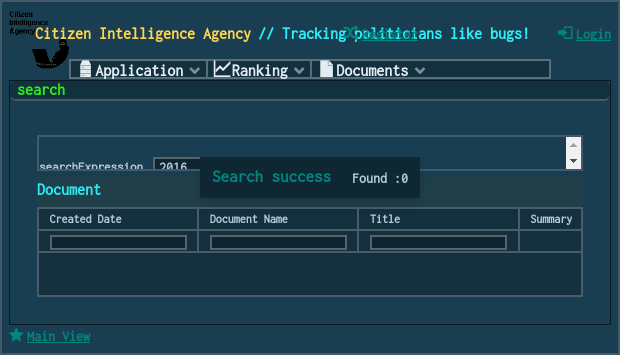 Citizen
Intelligence
Agency
Citizen Intelligence Agency // Tracking politicians like bugs!
Login
Application
Ranking
Documents
search
searchExpression 2016
Search success Found :0
Document
Created Date Document Name Title Summary
Main View